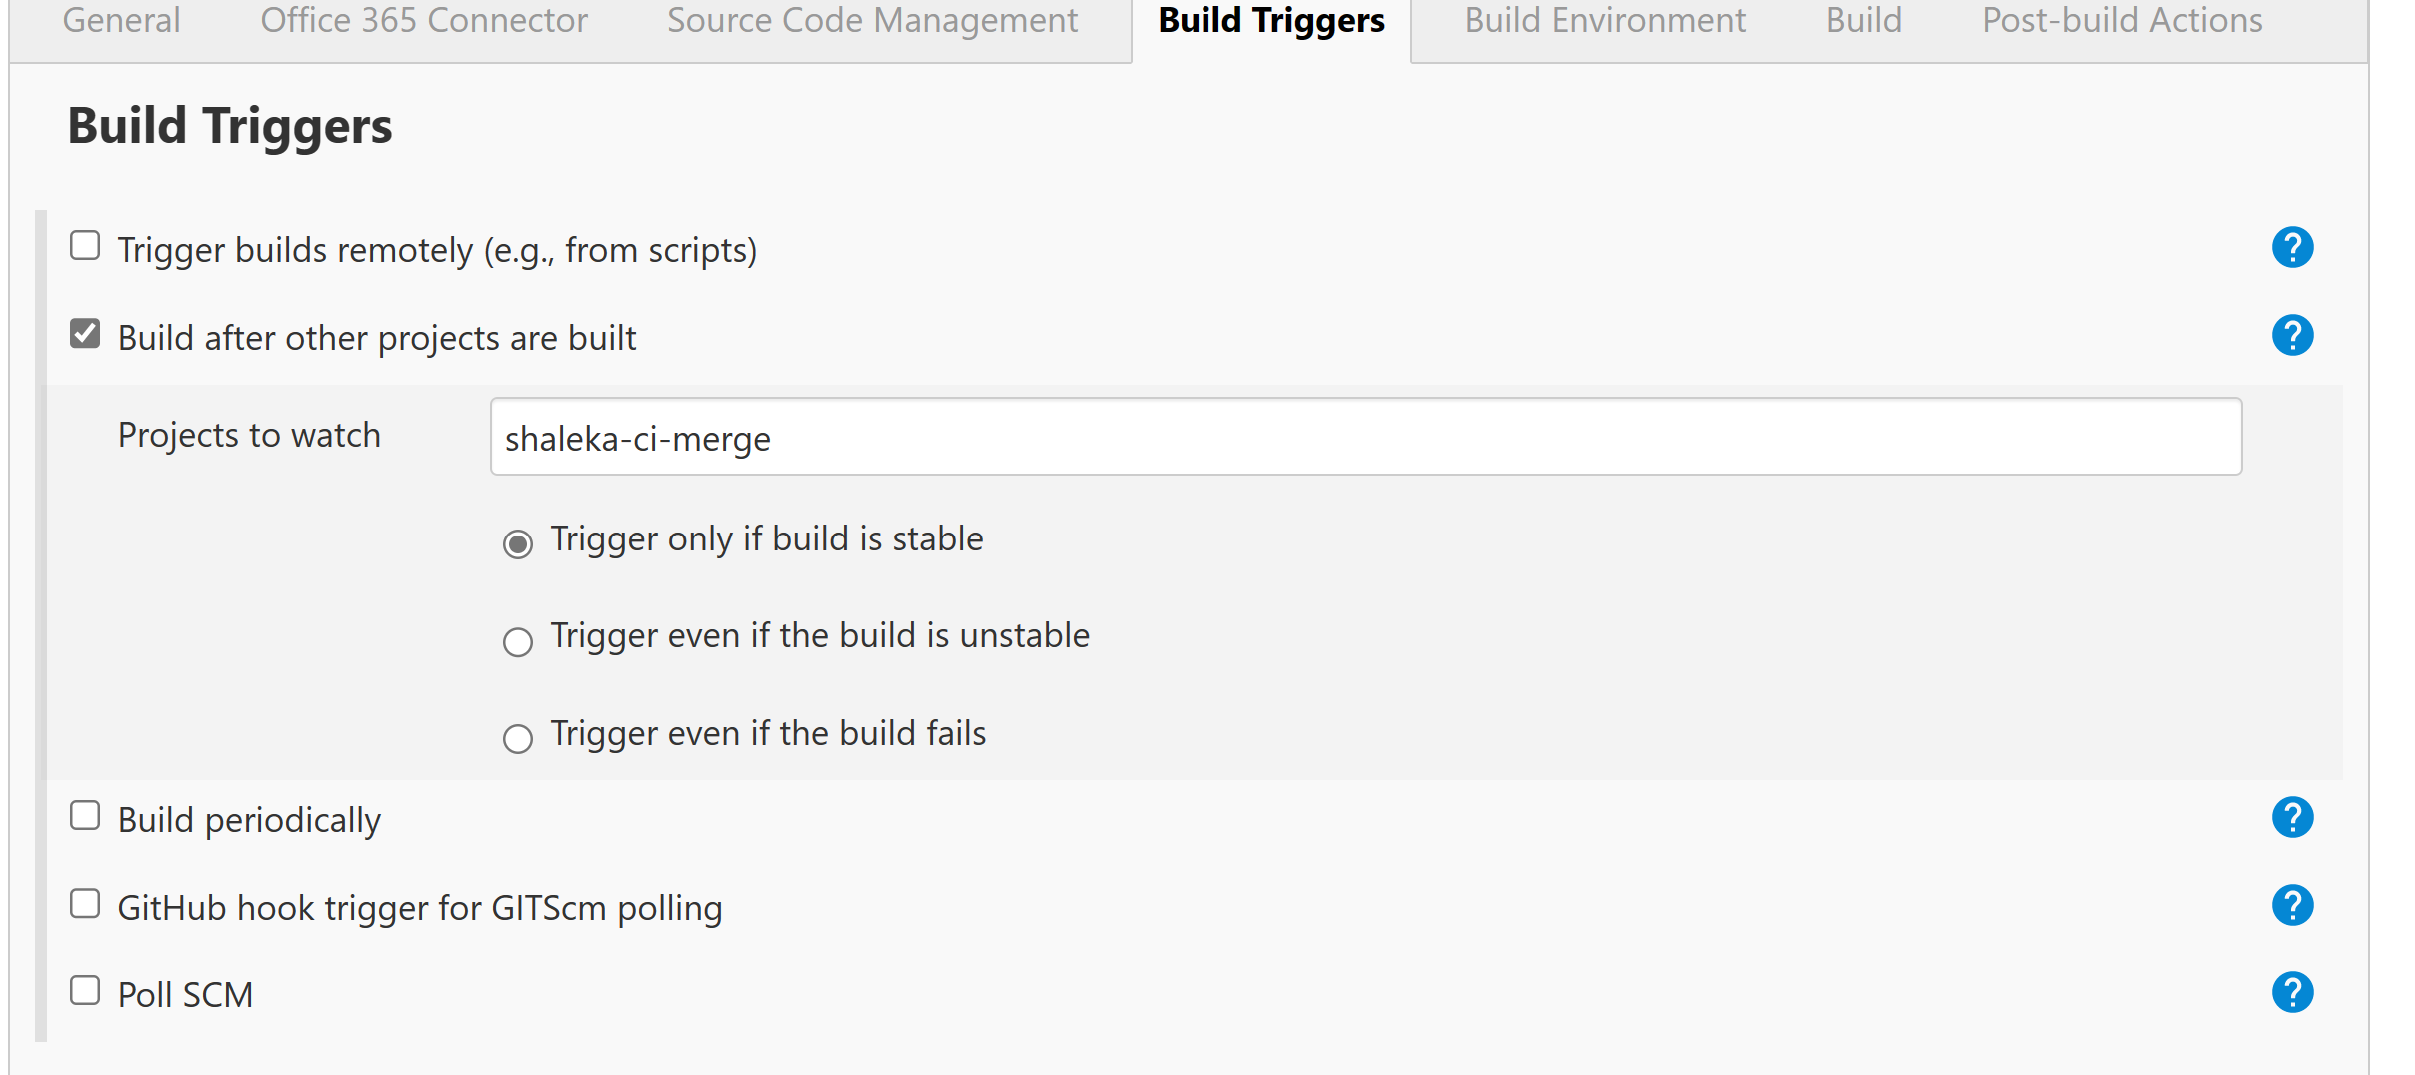 General Office 365 Connector Source Code Management Build Triggers Build Environment Build Post-build Actions
Build Triggers
Trigger builds remotely (e.g., from scripts)
?
Build after other projects are built
?
Projects to watch
shaleka-ci-merge
Trigger only if build is stable
Trigger even if the build is unstable
Trigger even if the build fails
Build periodically
?
GitHub hook trigger for GITScm polling
?
Poll SCM
?